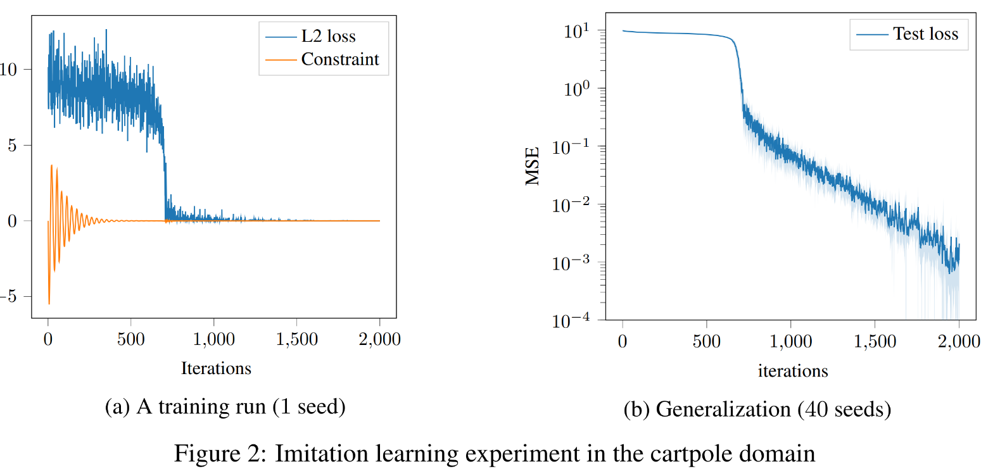 L2 loss
Constraint
10
5
0
−5
0 500 1,000 1,500 2,000
Iterations
(a) A training run (1 seed)
Test loss
10^1
10^0
10^−1
10^−2
10^−3
10^−4
MSE
0 500 1,000 1,500 2,000
iterations
(b) Generalization (40 seeds)
Figure 2: Imitation learning experiment in the cartpole domain